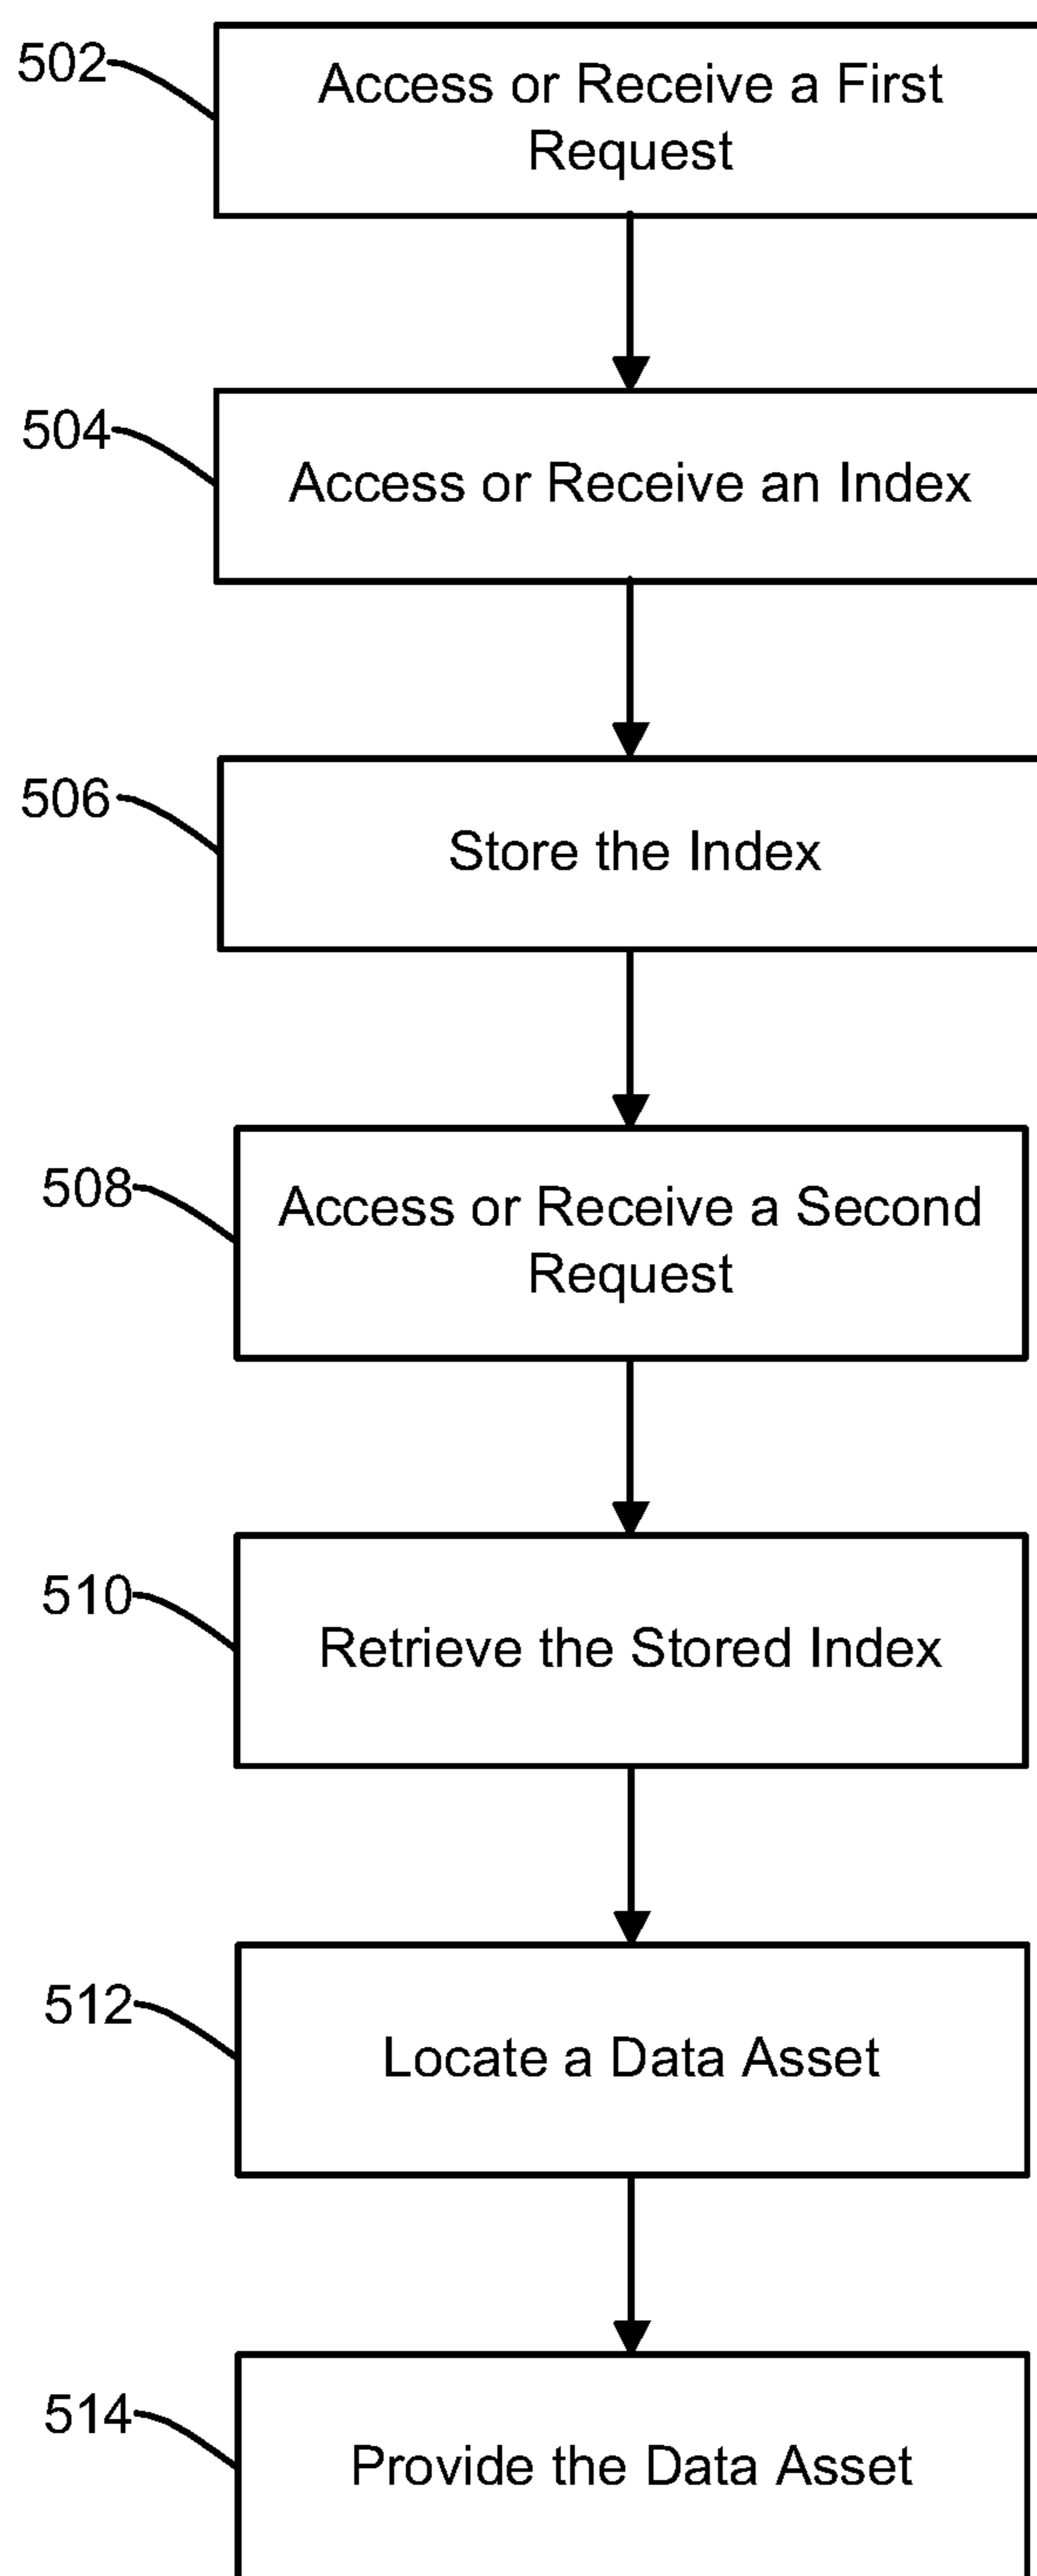 502
Access or Receive a First
Request
504
Access or Receive an Index
506
Store the Index
508
Access or Receive a Second
Request
510
Retrieve the Stored Index
512
Locate a Data Asset
514
Provide the Data Asset